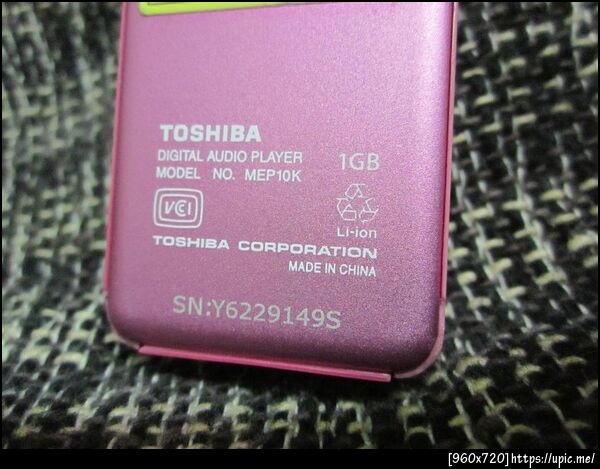 TOSHIBA
DIGITAL AUDIO PLAYER 1GB
MODEL NO. MEP10K
VCI
Li-ion
TOSHIBA CORPORATION
MADE IN CHINA
SN:Y6229149S
[960x720]https://upic.me/